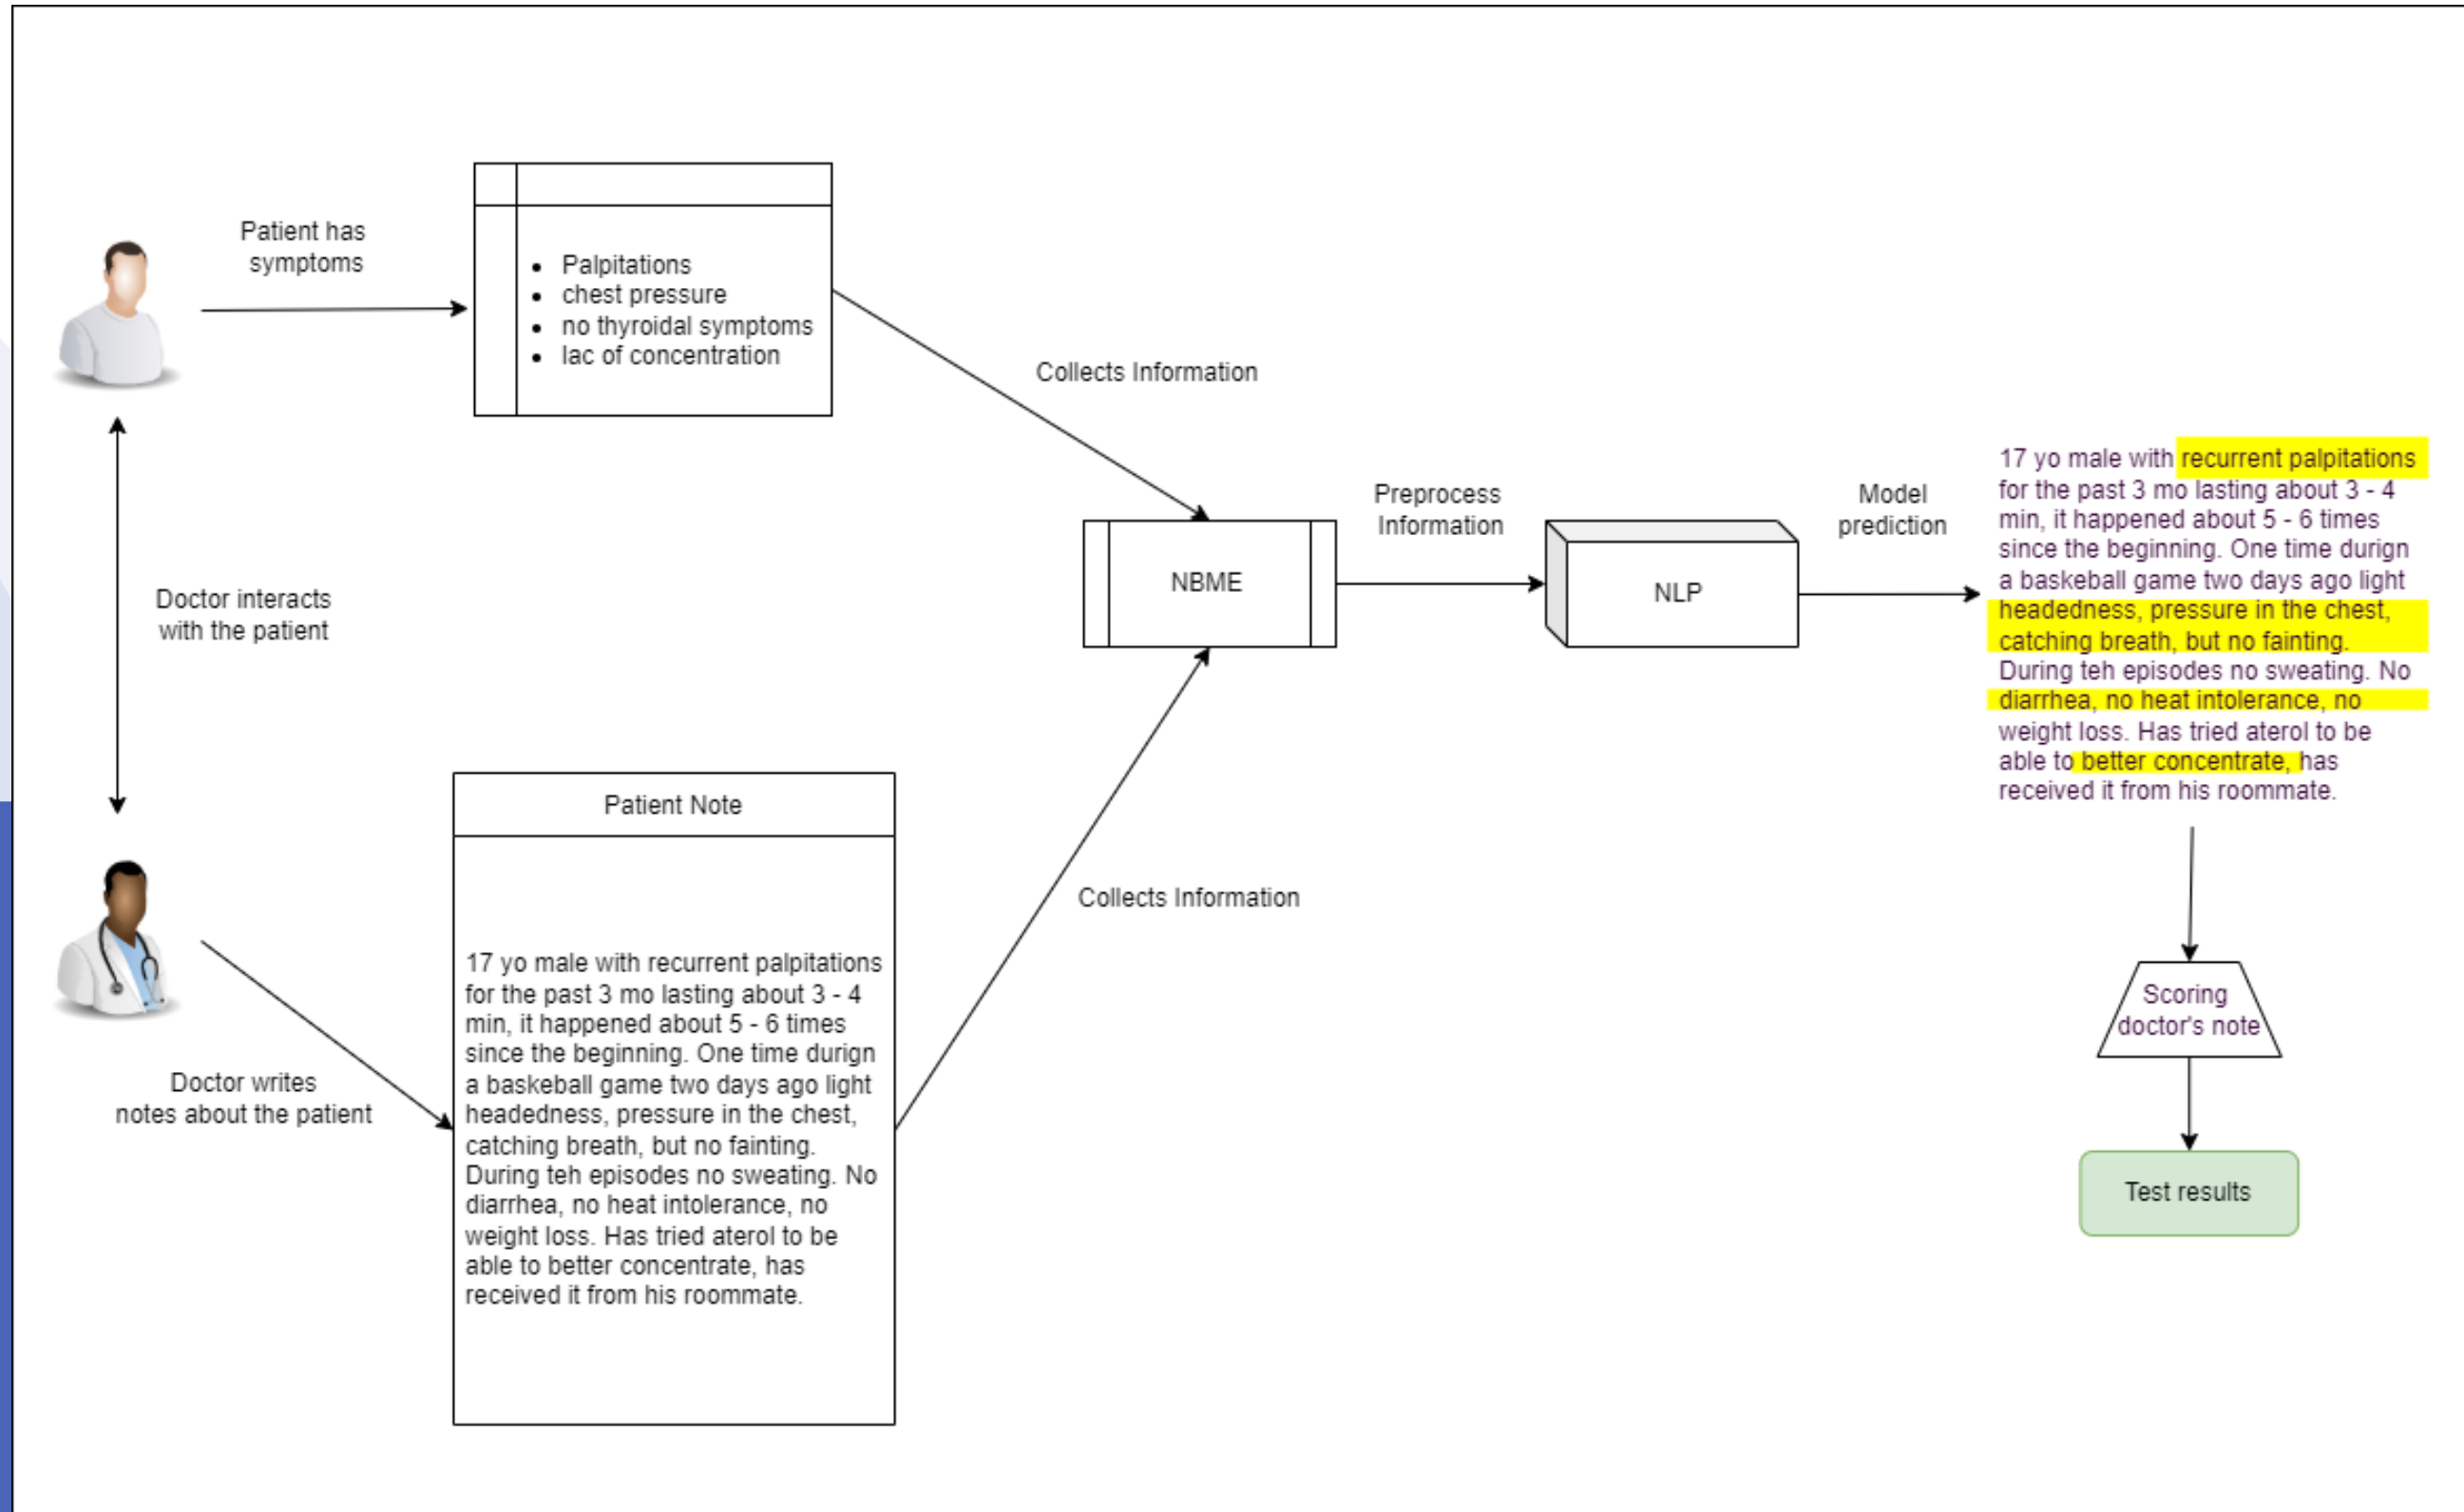 Patient has
symptoms
• Palpitations
• chest pressure
• no thyroidal symptoms
• lac of concentration
Collects Information
Doctor interacts
with the patient
NBME
Preprocess
Information
NLP
Model
prediction
17 yo male with recurrent palpitations
for the past 3 mo lasting about 3 - 4
min, it happened about 5 - 6 times
since the beginning. One time durign
a baskeball game two days ago light
headedness, pressure in the chest,
catching breath, but no fainting.
During teh episodes no sweating. No
diarrhea, no heat intolerance, no
weight loss. Has tried aterol to be
able to better concentrate, has
received it from his roommate.
Doctor writes
notes about the patient
Patient Note
17 yo male with recurrent palpitations
for the past 3 mo lasting about 3 - 4
min, it happened about 5 - 6 times
since the beginning. One time durign
a baskeball game two days ago light
headedness, pressure in the chest,
catching breath, but no fainting.
During teh episodes no sweating. No
diarrhea, no heat intolerance, no
weight loss. Has tried aterol to be
able to better concentrate, has
received it from his roommate.
Collects Information
Scoring
doctor's note
Test results